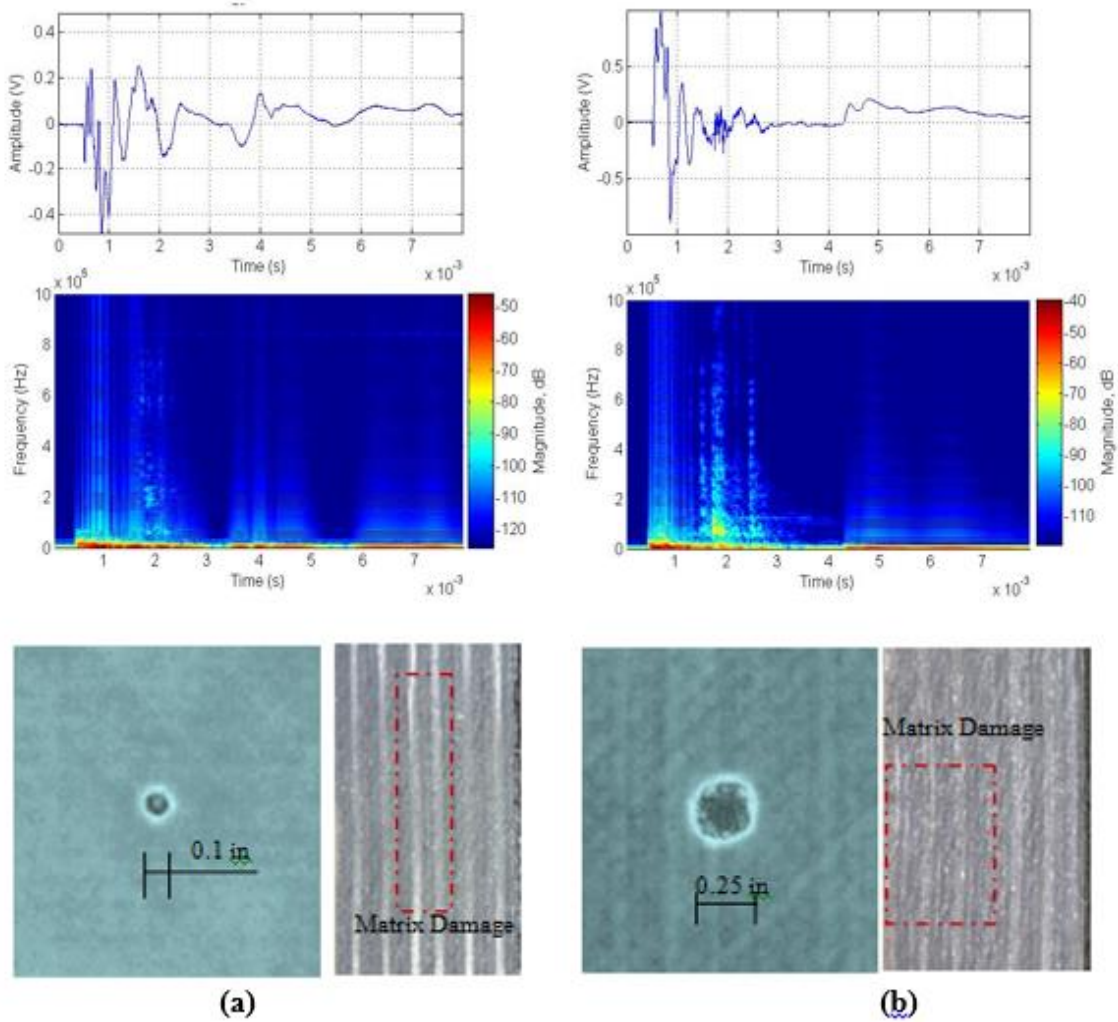 0.4
0.2
0
-0.2
-0.4
Amplitude (V)
0 1 2 3 4 5 6 7
Time (s)
x 10⁻³
0.5
0
-0.5
Amplitude (V)
0 1 2 3 4 5 6 7
Time (s)
x 10⁻³
x 10⁵
10
8
6
4
2
0
Frequency (Hz)
1 2 3 4 5 6 7
Time (s)
x 10⁻³
-50
-60
-70
-80
-90
-100
-110
-120
Magnitude, dB
x 10⁵
10
8
6
4
2
0
Frequency (Hz)
1 2 3 4 5 6 7
Time (s)
x 10⁻³
-40
-50
-60
-70
-80
-90
-100
-110
Magnitude, dB
0.1 in
Matrix Damage
0.25 in
Matrix Damage
(a)
(b)